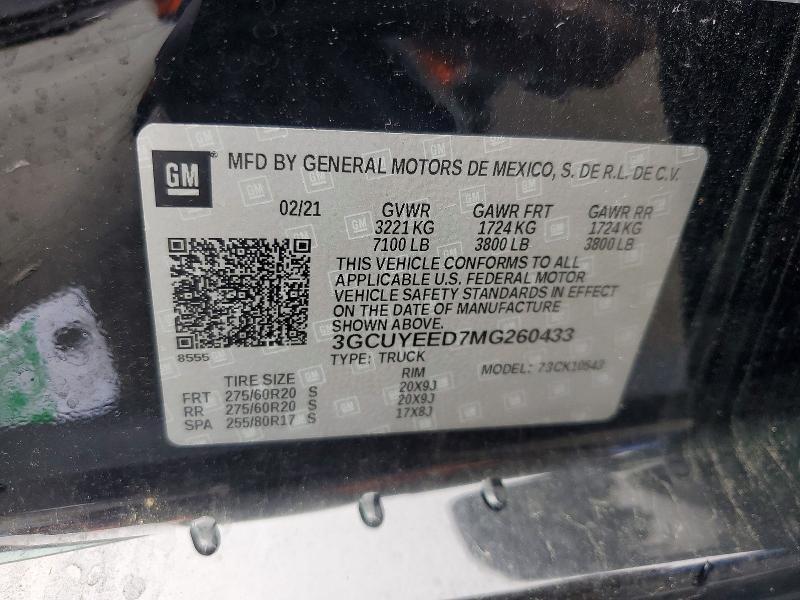 GM MFD BY GENERAL MOTORS DE MEXICO, S. DE R.L. DE C.V.
02/21 GVWR GAWR FRT GAWR RR
3221 KG 1724 KG 1724 KG
7100 LB 3800 LB 3800 LB
THIS VEHICLE CONFORMS TO ALL
APPLICABLE U.S. FEDERAL MOTOR
VEHICLE SAFETY STANDARDS IN EFFECT
ON THE DATE OF MANUFACTURE
SHOWN ABOVE.
3GCUYEED7MG260433
8555
TYPE: TRUCK MODEL: 73CK10543
TIRE SIZE RIM
FRT 275/60R20 S 20X9J
RR 275/60R20 S 20X9J
SPA 255/80R17 S 17X8J